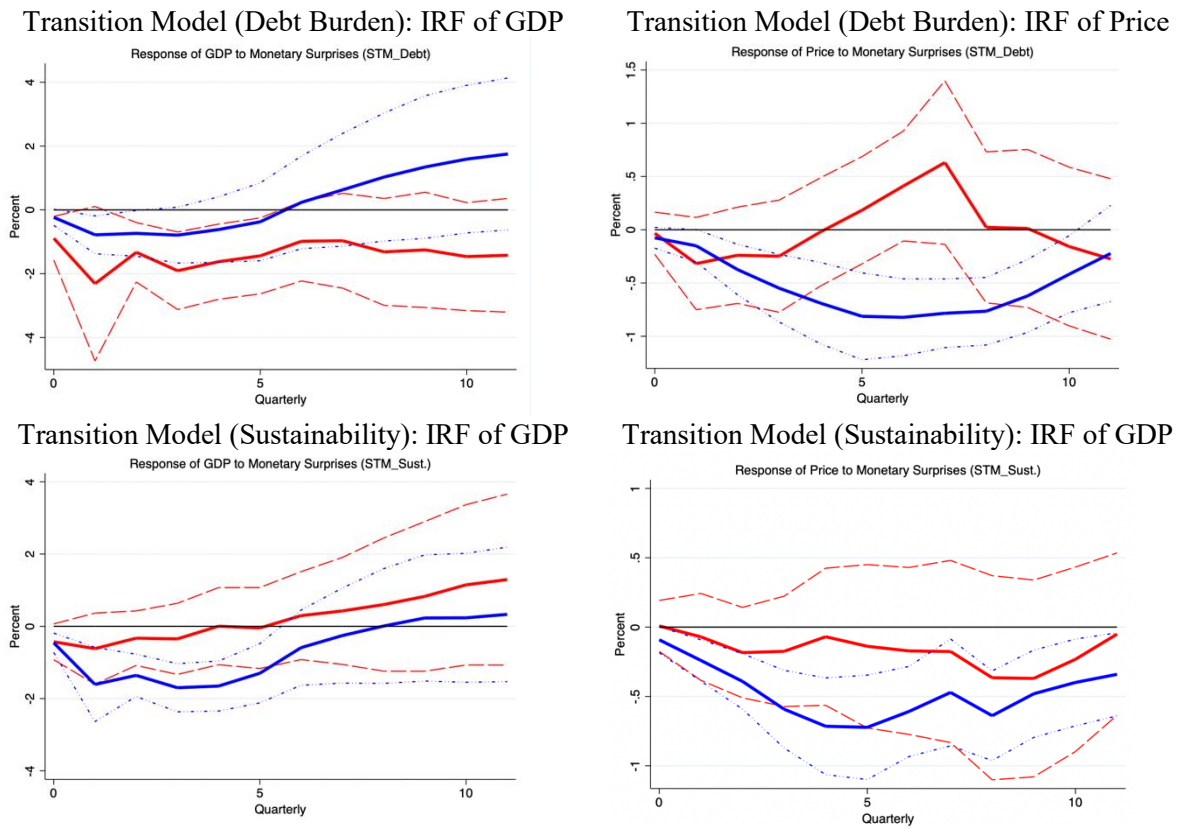 Transition Model (Debt Burden): IRF of GDP
Response of GDP to Monetary Surprises (STM_Debt)
4
2
0
-2
-4
Percent
0 5 10
Quarterly
Transition Model (Debt Burden): IRF of Price
Response of Price to Monetary Surprises (STM_Debt)
1.5
1
.5
0
-.5
-1
Percent
0 5 10
Quarterly
Transition Model (Sustainability): IRF of GDP
Response of GDP to Monetary Surprises (STM_Sust.)
4
2
0
-2
-4
Percent
0 5 10
Quarterly
Transition Model (Sustainability): IRF of GDP
Response of Price to Monetary Surprises (STM_Sust.)
1
.5
0
-.5
-1
Percent
0 5 10
Quarterly